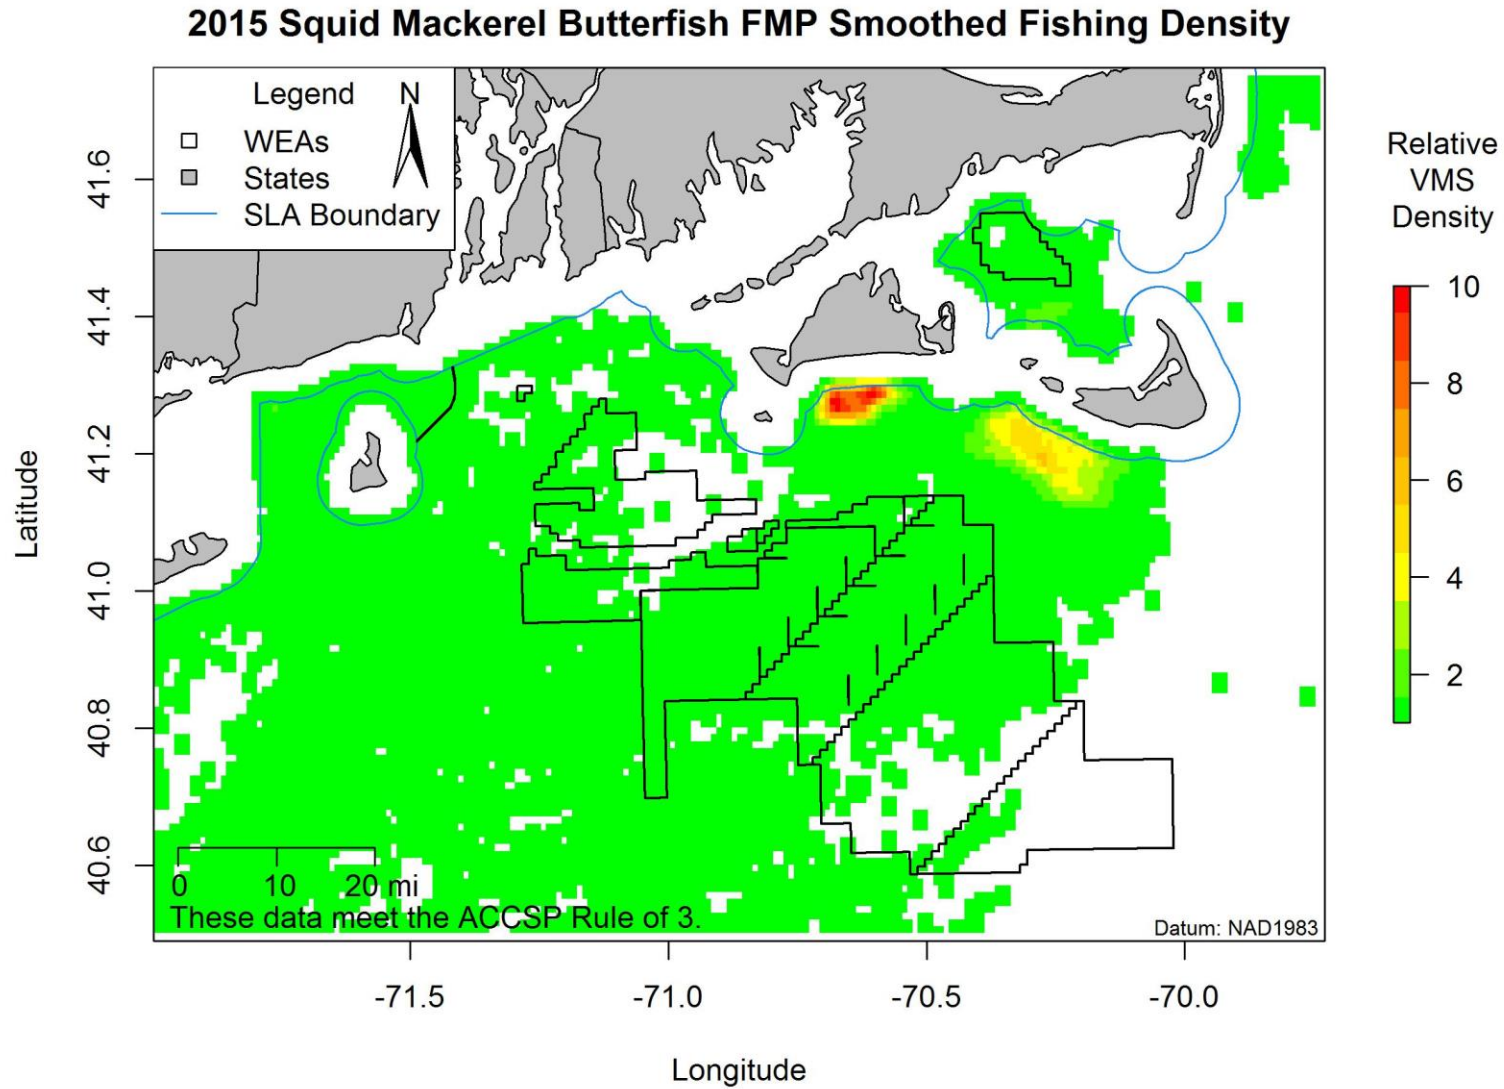 2015 Squid Mackerel Butterfish FMP Smoothed Fishing Density
Legend
N
WEAs
States
SLA Boundary
Relative
VMS
Density
10
8
6
4
2
Latitude
41.6
41.4
41.2
41.0
40.8
40.6
0 10 20 mi
These data meet the ACCSP Rule of 3.
Datum: NAD1983
-71.5 -71.0 -70.5 -70.0
Longitude